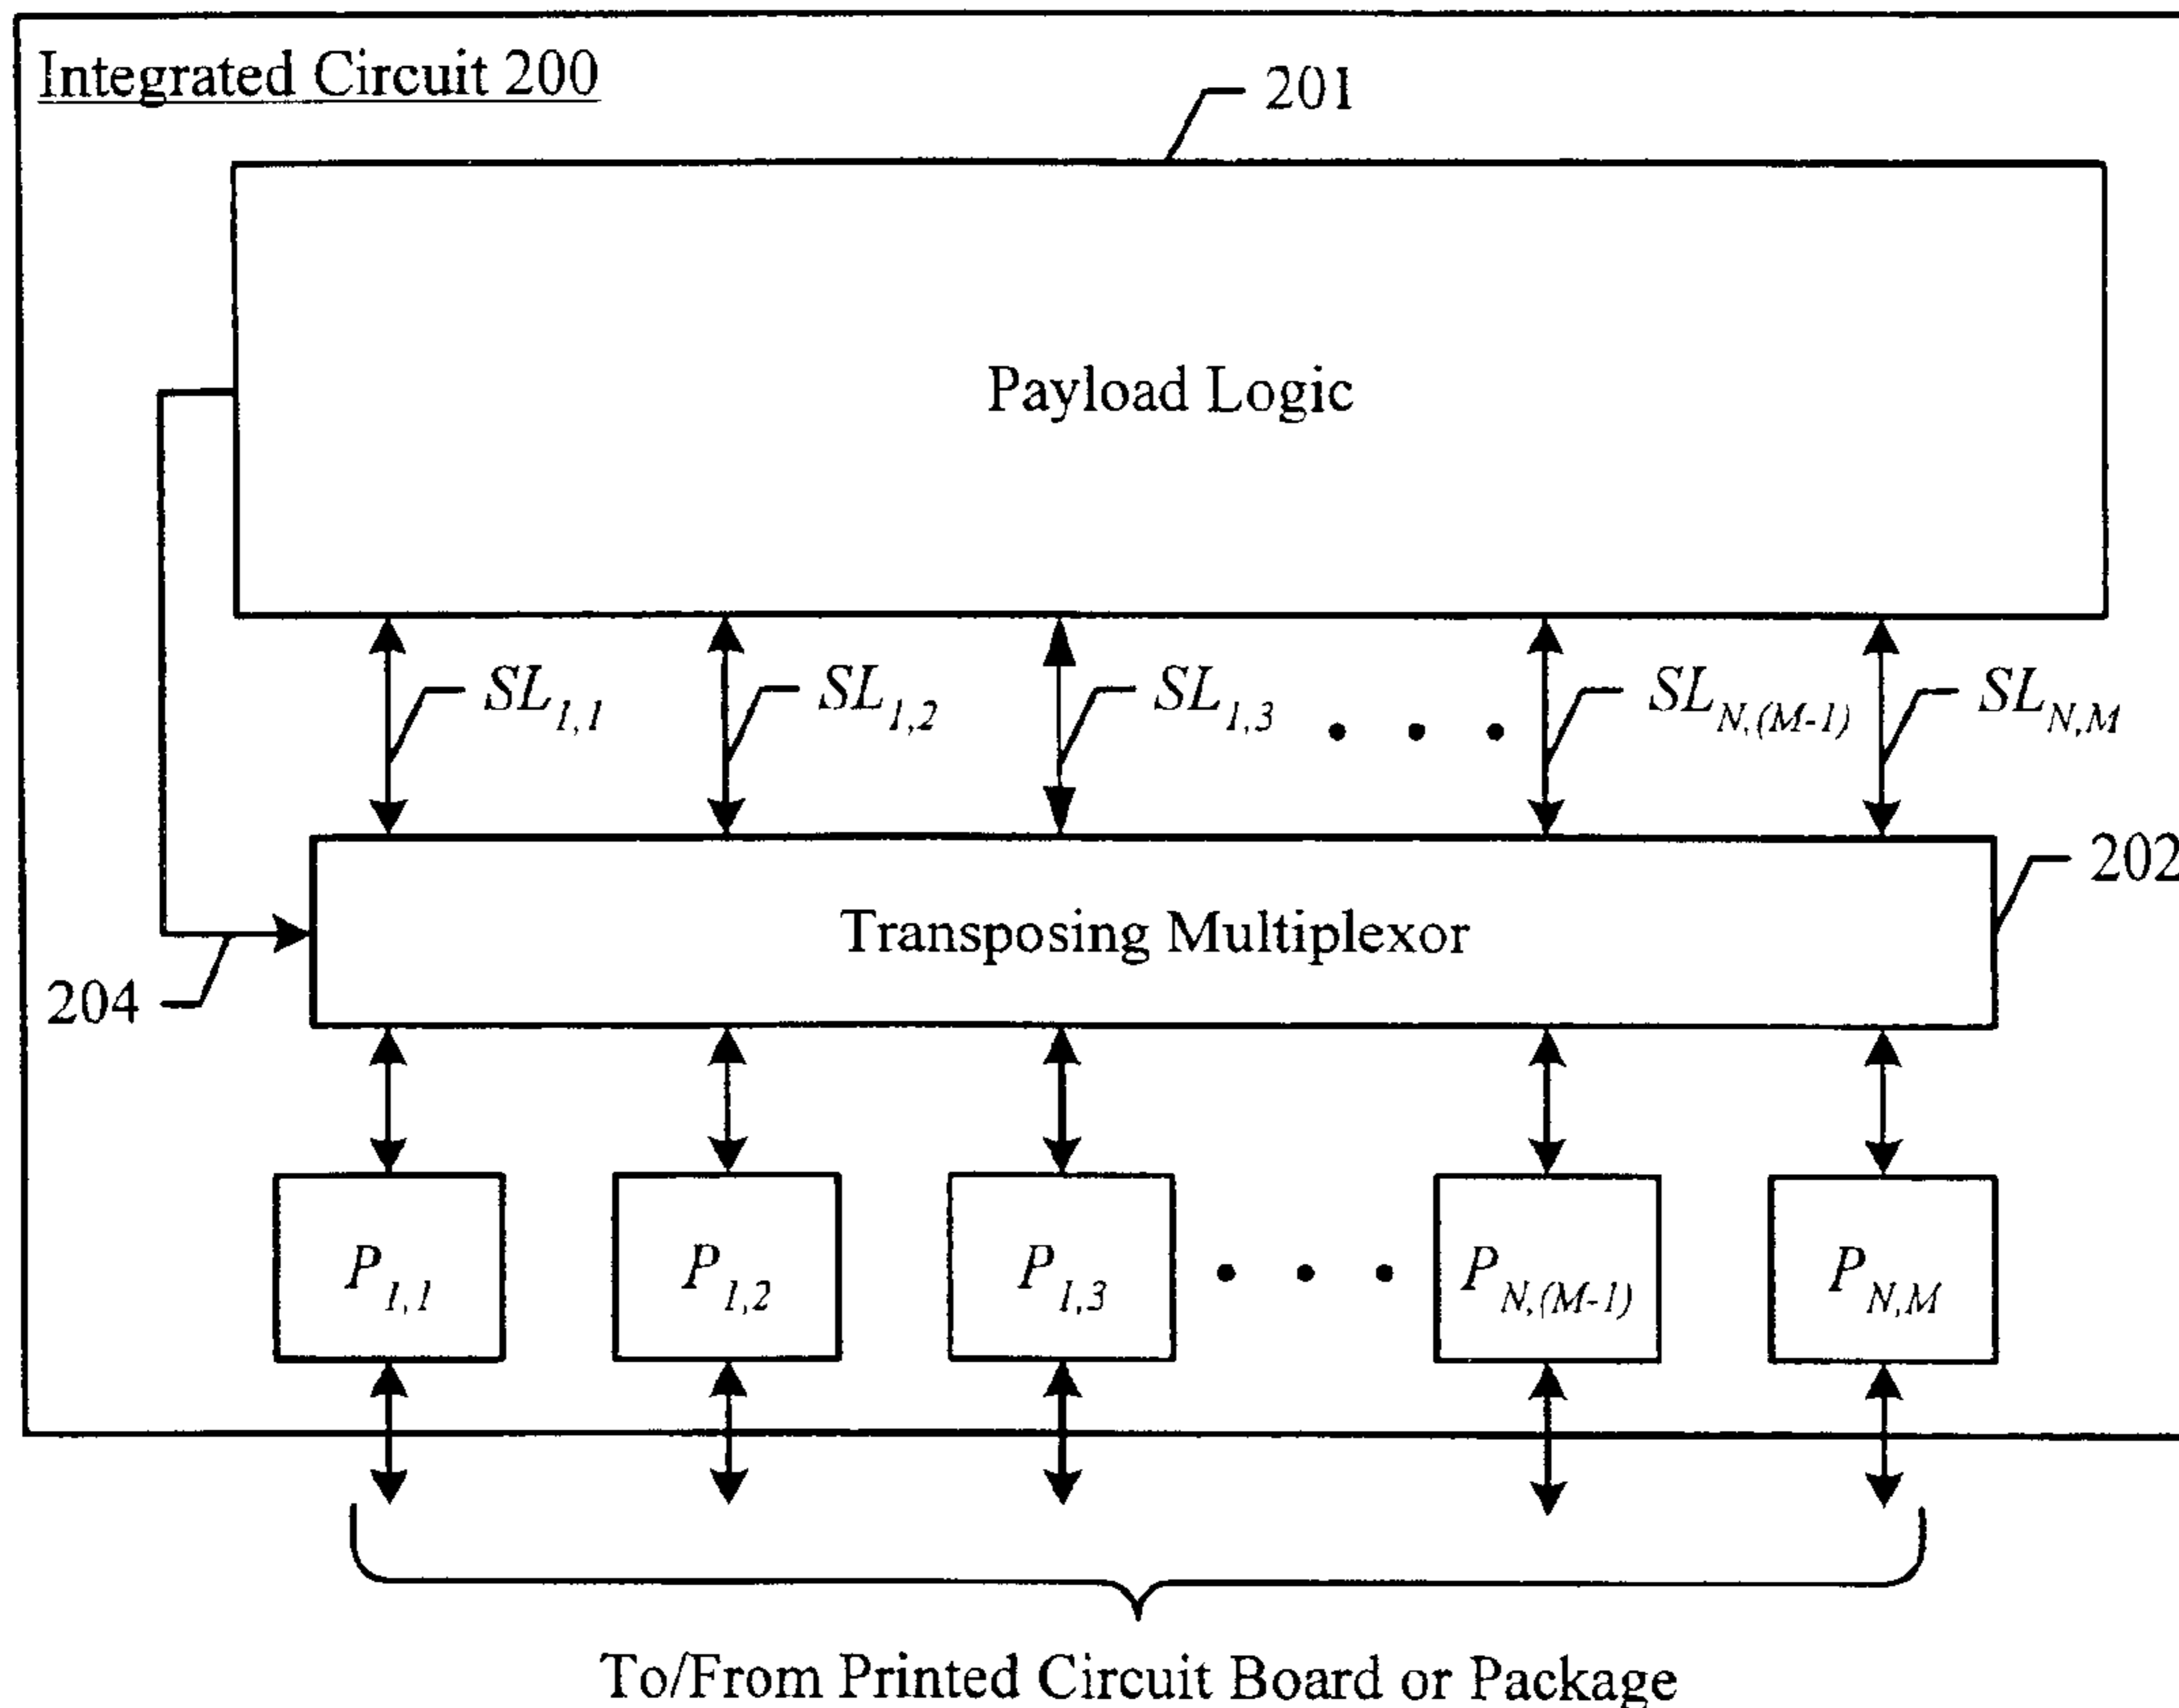 Integrated Circuit 200
201
Payload Logic
SL1,1 SL1,2 SL1,3 • • • SLN,(M-1) SLN,M
202
Transposing Multiplexor
204
P1,1 P1,2 P1,3 • • • PN,(M-1) PN,M
To/From Printed Circuit Board or Package